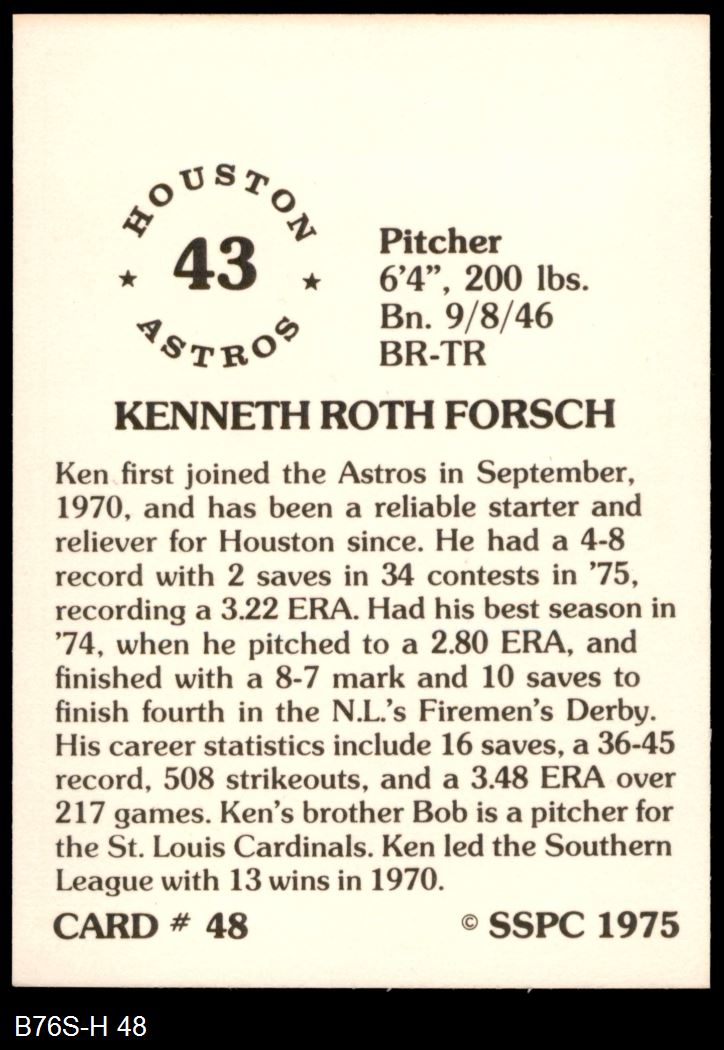 HOUSTON
★ 43 ★
ASTROS
Pitcher
6'4", 200 lbs.
Bn. 9/8/46
BR-TR
KENNETH ROTH FORSCH
Ken first joined the Astros in September,
1970, and has been a reliable starter and
reliever for Houston since. He had a 4-8
record with 2 saves in 34 contests in '75,
recording a 3.22 ERA. Had his best season in
'74, when he pitched to a 2.80 ERA, and
finished with a 8-7 mark and 10 saves to
finish fourth in the N.L.'s Firemen's Derby.
His career statistics include 16 saves, a 36-45
record, 508 strikeouts, and a 3.48 ERA over
217 games. Ken's brother Bob is a pitcher for
the St. Louis Cardinals. Ken led the Southern
League with 13 wins in 1970.
CARD # 48 © SSPC 1975
B76S-H 48